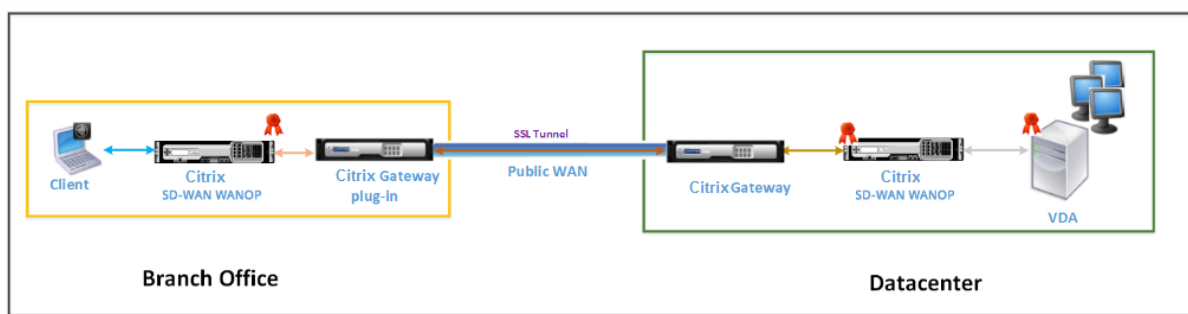 SSL Tunnel
Public WAN
Client
Citrix
SD-WAN WANOP
Citrix Gateway
plug-in
Citrix Gateway
Citrix
SD-WAN WANOP
VDA
Branch Office
Datacenter